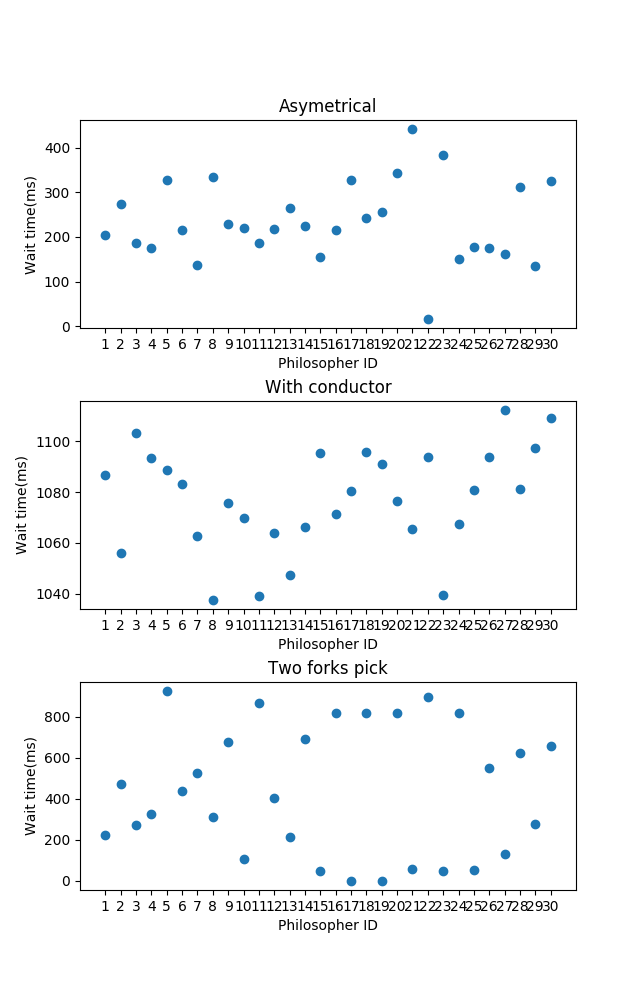 Asymetrical
400
300
200
100
0
Wait time(ms)
1 2 3 4 5 6 7 8 9 10 11 12 13 14 15 16 17 18 19 20 21 22 23 24 25 26 27 28 29 30
Philosopher ID
With conductor
1100
1080
1060
1040
Wait time(ms)
1 2 3 4 5 6 7 8 9 10 11 12 13 14 15 16 17 18 19 20 21 22 23 24 25 26 27 28 29 30
Philosopher ID
Two forks pick
800
600
400
200
0
Wait time(ms)
1 2 3 4 5 6 7 8 9 10 11 12 13 14 15 16 17 18 19 20 21 22 23 24 25 26 27 28 29 30
Philosopher ID